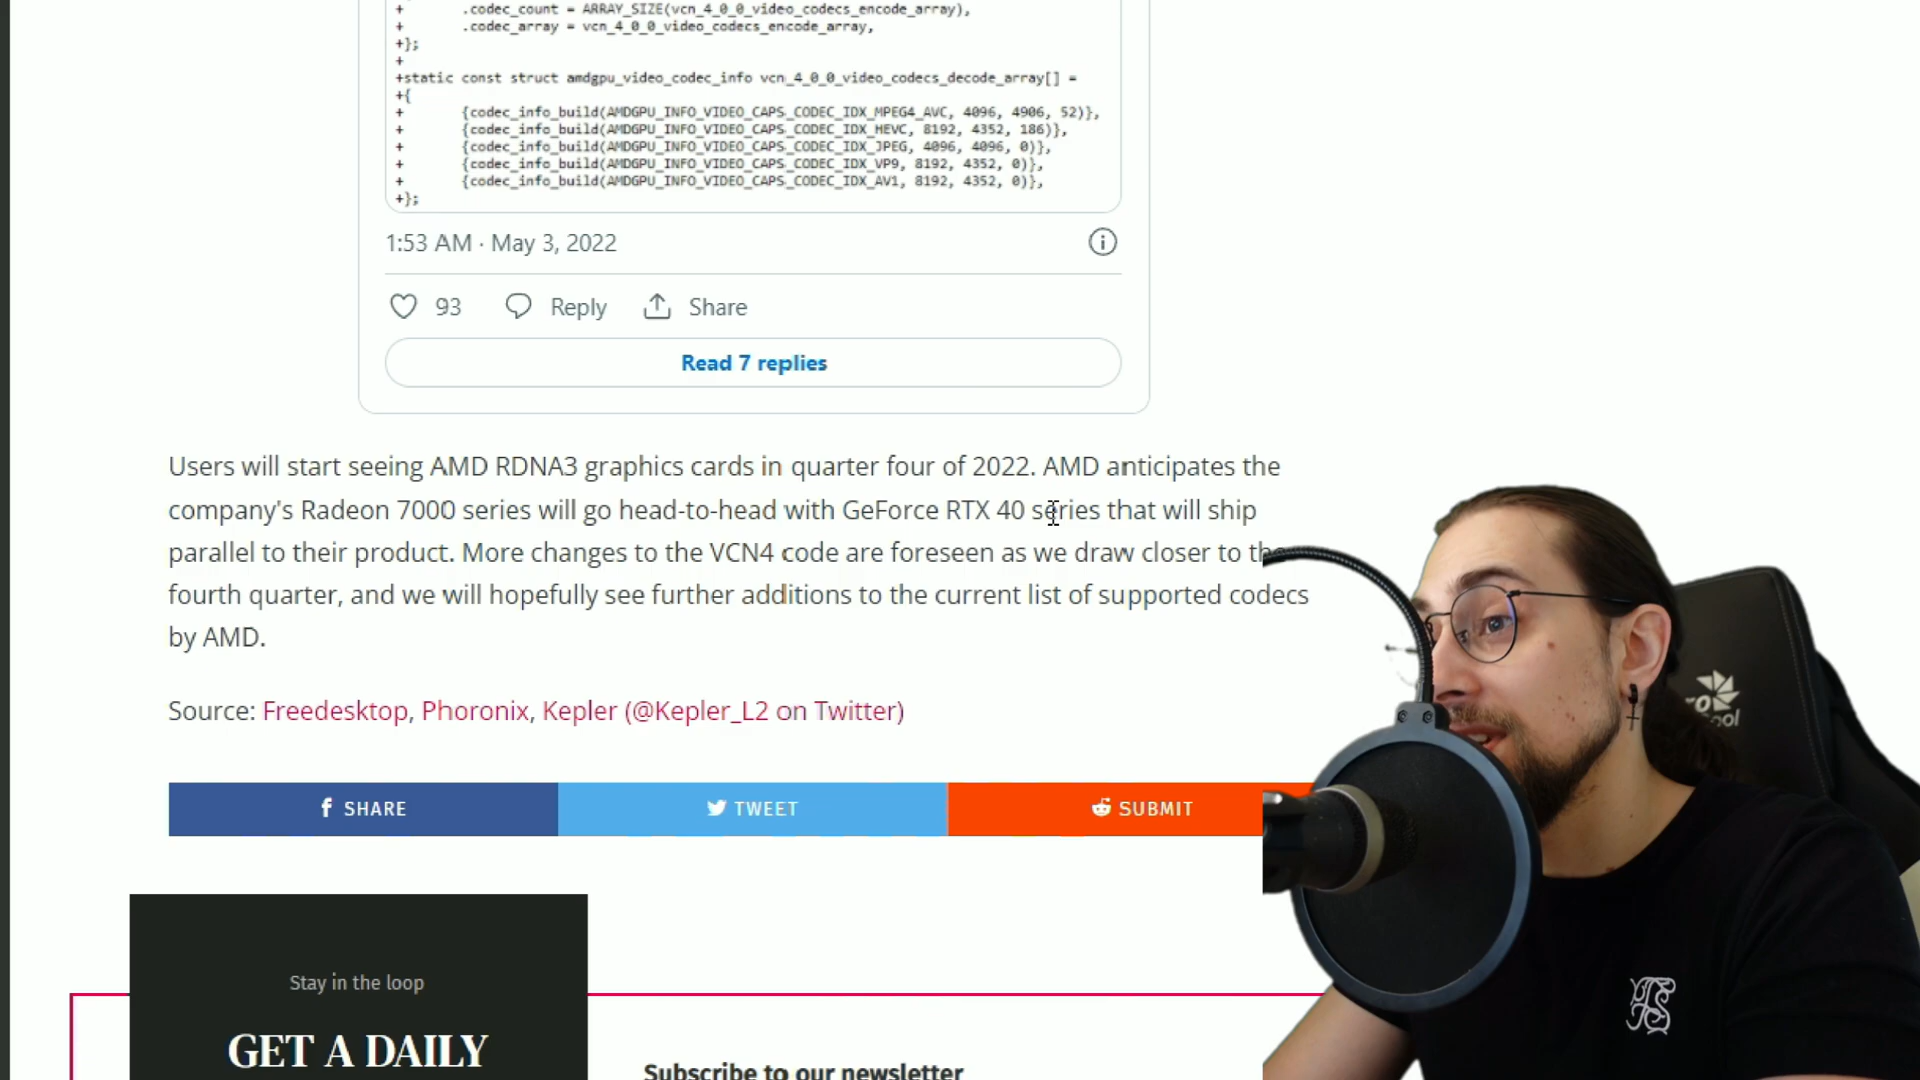 + .codec_count = ARRAY_SIZE(vcn_4_0_0_video_codecs_encode_array),
+ .codec_array = vcn_4_0_0_video_codecs_encode_array,
+};
+
+static const struct amdgpu_video_codec_info vcn_4_0_0_video_codecs_decode_array[] =
+{
+ {codec_info_build(AMDGPU_INFO_VIDEO_CAPS_CODEC_IDX_MPEG4_AVC, 4096, 4906, 52)},
+ {codec_info_build(AMDGPU_INFO_VIDEO_CAPS_CODEC_IDX_HEVC, 8192, 4352, 186)},
+ {codec_info_build(AMDGPU_INFO_VIDEO_CAPS_CODEC_IDX_JPEG, 4096, 4096, 0)},
+ {codec_info_build(AMDGPU_INFO_VIDEO_CAPS_CODEC_IDX_VP9, 8192, 4352, 0)},
+ {codec_info_build(AMDGPU_INFO_VIDEO_CAPS_CODEC_IDX_AV1, 8192, 4352, 0)},
+};
1:53 AM · May 3, 2022
93 Reply Share
Read 7 replies
Users will start seeing AMD RDNA3 graphics cards in quarter four of 2022. AMD anticipates the
company's Radeon 7000 series will go head-to-head with GeForce RTX 40 series that will ship
parallel to their product. More changes to the VCN4 code are foreseen as we draw closer to the
fourth quarter, and we will hopefully see further additions to the current list of supported codecs
by AMD.
Source: Freedesktop, Phoronix, Kepler (@Kepler_L2 on Twitter)
SHARE TWEET SUBMIT
Stay in the loop
GET A DAILY
Subscribe to our newsletter